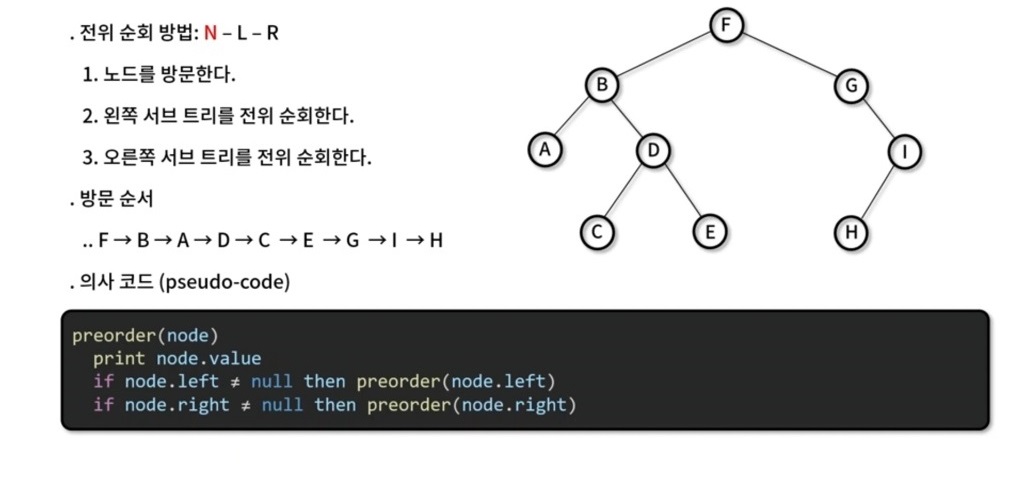 . 전위 순회 방법: N – L – R
1. 노드를 방문한다.
2. 왼쪽 서브 트리를 전위 순회한다.
3. 오른쪽 서브 트리를 전위 순회한다.
. 방문 순서
.. F → B → A → D → C → E → G → I → H
. 의사 코드 (pseudo-code)
preorder(node)
print node.value
if node.left ≠ null then preorder(node.left)
if node.right ≠ null then preorder(node.right)
F
B
G
A
D
I
C
E
H